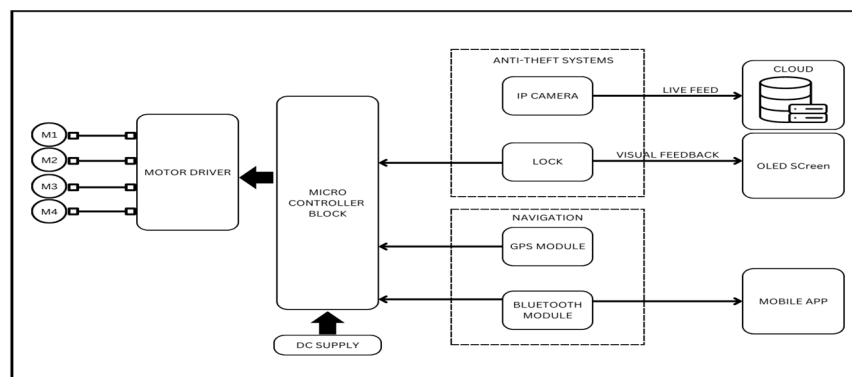 M1
M2
M3
M4
MOTOR DRIVER
MICRO
CONTROLLER
BLOCK
DC SUPPLY
ANTI-THEFT SYSTEMS
IP CAMERA
LIVE FEED
CLOUD
LOCK
VISUAL FEEDBACK
OLED SCreen
NAVIGATION
GPS MODULE
BLUETOOTH
MODULE
MOBILE APP